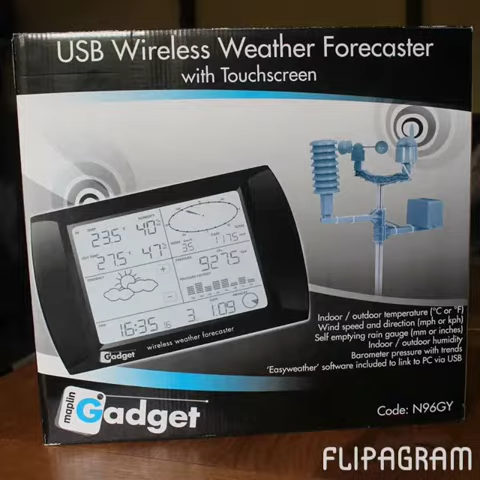 USB Wireless Weather Forecaster
with Touchscreen
23.5
40%
27.5
47%
927.5
16:35
3
109
Gadget
wireless weather forecaster
Indoor / outdoor temperature (°C or °F)
Wind speed and direction (mph or kph)
Self emptying rain gauge (mm or inches)
Indoor / outdoor humidity
Barometer pressure with trends
'Easyweather' software included to link to PC via USB
maplin
Gadget
Code: N96GY
FLIPAGRAM